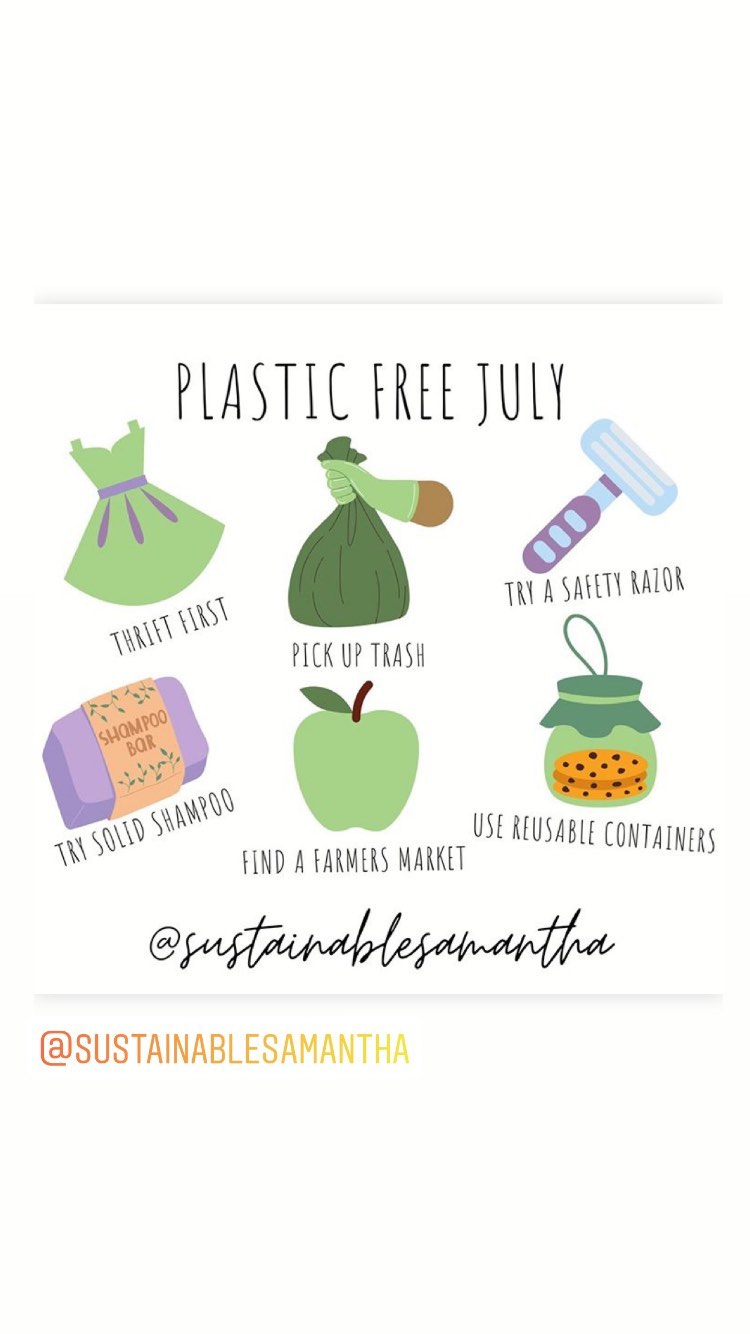 PLASTIC FREE JULY
THRIFT FIRST
PICK UP TRASH
TRY A SAFETY RAZOR
SHAMPOO
BAR
TRY SOLID SHAMPOO
FIND A FARMERS MARKET
USE REUSABLE CONTAINERS
@sustainablesamantha
@SUSTAINABLESAMANTHA